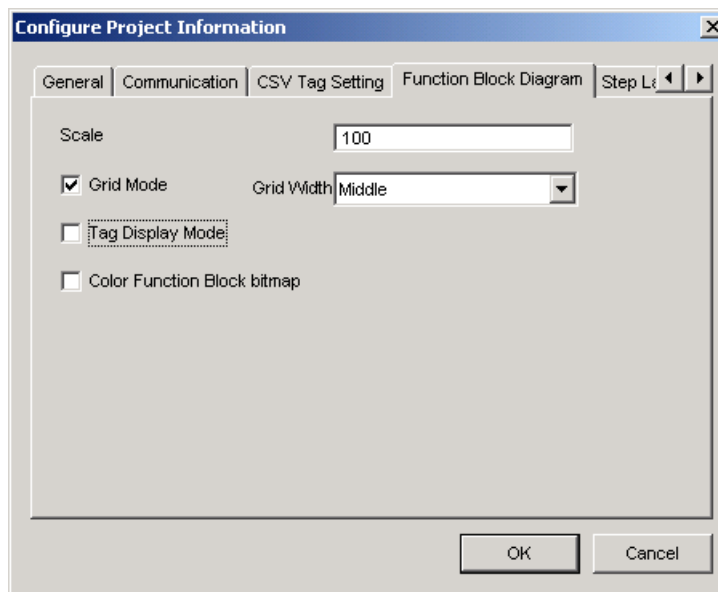 Configure Project Information
General Communication CSV Tag Setting Function Block Diagram Step
Scale 100
Grid Mode Grid Width Middle
Tag Display Mode
Color Function Block bitmap
OK Cancel